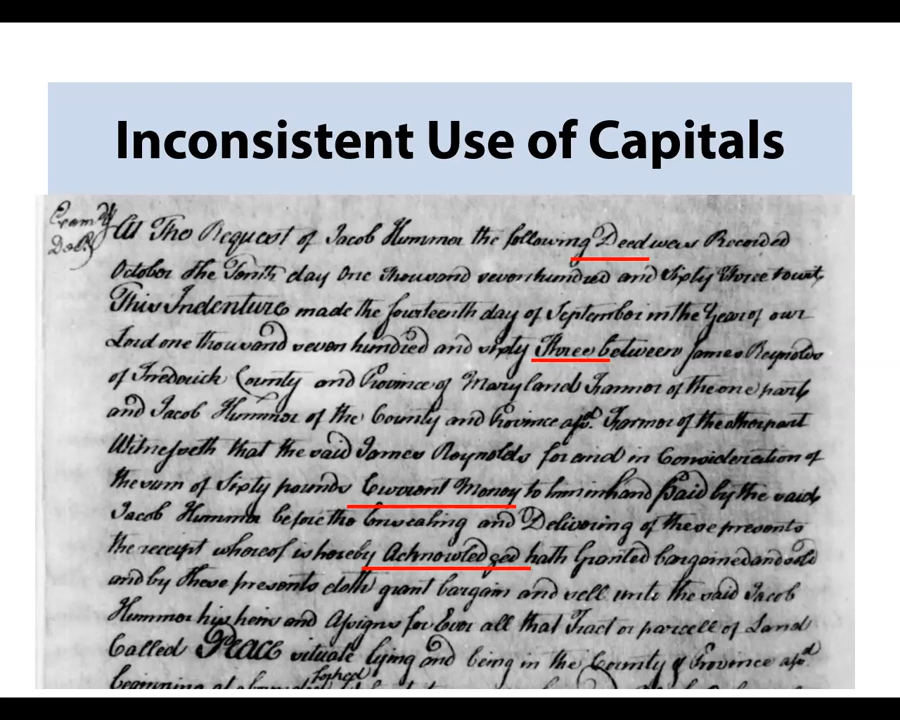 Inconsistent Use of Capitals
Exam.d
At The Request of Jacob Hummer the following Deed was Recorded
October the Tenth day One thousand seven hundred and Sixty Three to wit,
This Indenture made the fourteenth day of September in the Year of our
Lord one thousand seven hundred and sixty Three between James Reynolds
of Frederick County and Province of Maryland Farmer of the one part
and Jacob Hummer of the County and Province afd. Farmer of the other part
Witnesseth that the said James Reynolds for and in Consideration of
the sum of Sixty pounds Current Money to him in hand Paid by the said
Jacob Hummer before the Ensealing and Delivering of these presents
the receipt whereof is hereby Acknowledged hath Granted bargained and sold
and by these presents doth grant bargain and sell unto the said Jacob
Hummer his heirs and Assigns for Ever all that Tract or parcell of Land
Called Peace situate lying and being in the County & Province afd
beginning at